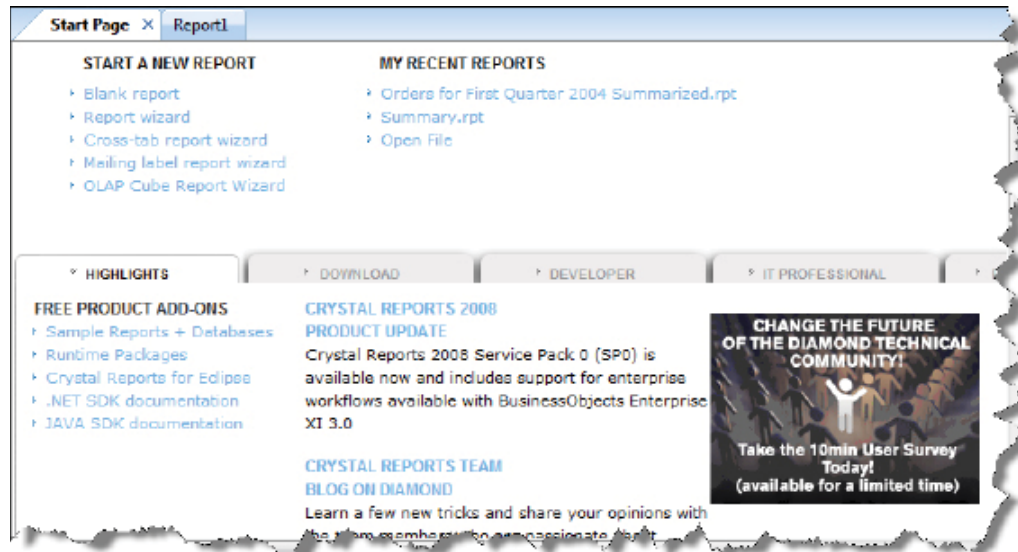 Start Page × Report1
START A NEW REPORT
Blank report
Report wizard
Cross-tab report wizard
Mailing label report wizard
OLAP Cube Report Wizard
MY RECENT REPORTS
Orders for First Quarter 2004 Summarized.rpt
Summary.rpt
Open File
HIGHLIGHTS
DOWNLOAD
DEVELOPER
IT PROFESSIONAL
FREE PRODUCT ADD-ONS
Sample Reports + Databases
Runtime Packages
Crystal Reports for Eclipse
.NET SDK documentation
JAVA SDK documentation
CRYSTAL REPORTS 2008
PRODUCT UPDATE
Crystal Reports 2008 Service Pack 0 (SP0) is
available now and includes support for enterprise
workflows available with BusinessObjects Enterprise
XI 3.0
CRYSTAL REPORTS TEAM
BLOG ON DIAMOND
Learn a few new tricks and share your opinions with
CHANGE THE FUTURE
OF THE DIAMOND TECHNICAL
COMMUNITY!
Take the 10min User Survey
Today!
(available for a limited time)